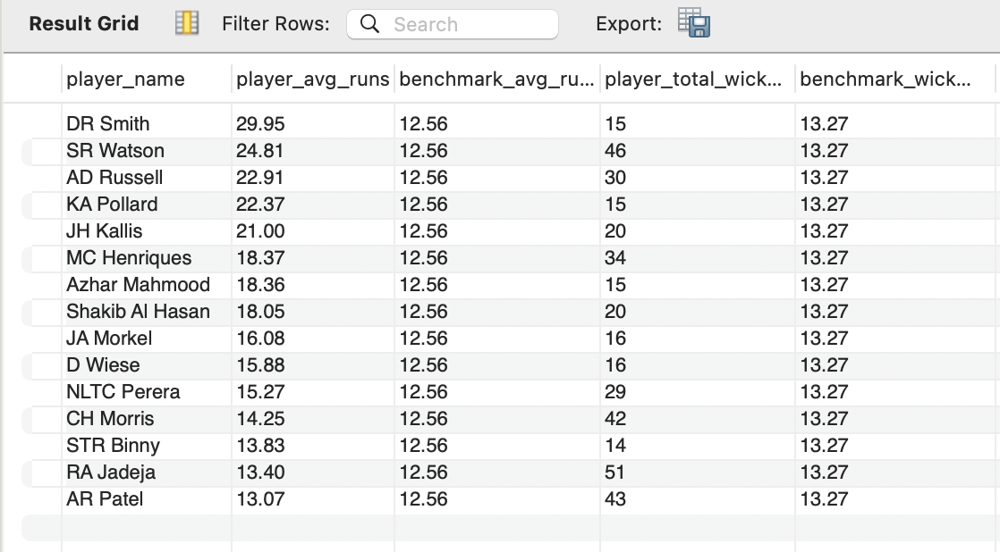 Result Grid Filter Rows: Search Export:
player_name player_avg_runs benchmark_avg_ru... player_total_wick... benchmark_wick...
DR Smith 29.95 12.56 15 13.27
SR Watson 24.81 12.56 46 13.27
AD Russell 22.91 12.56 30 13.27
KA Pollard 22.37 12.56 15 13.27
JH Kallis 21.00 12.56 20 13.27
MC Henriques 18.37 12.56 34 13.27
Azhar Mahmood 18.36 12.56 15 13.27
Shakib Al Hasan 18.05 12.56 20 13.27
JA Morkel 16.08 12.56 16 13.27
D Wiese 15.88 12.56 16 13.27
NLTC Perera 15.27 12.56 29 13.27
CH Morris 14.25 12.56 42 13.27
STR Binny 13.83 12.56 14 13.27
RA Jadeja 13.40 12.56 51 13.27
AR Patel 13.07 12.56 43 13.27